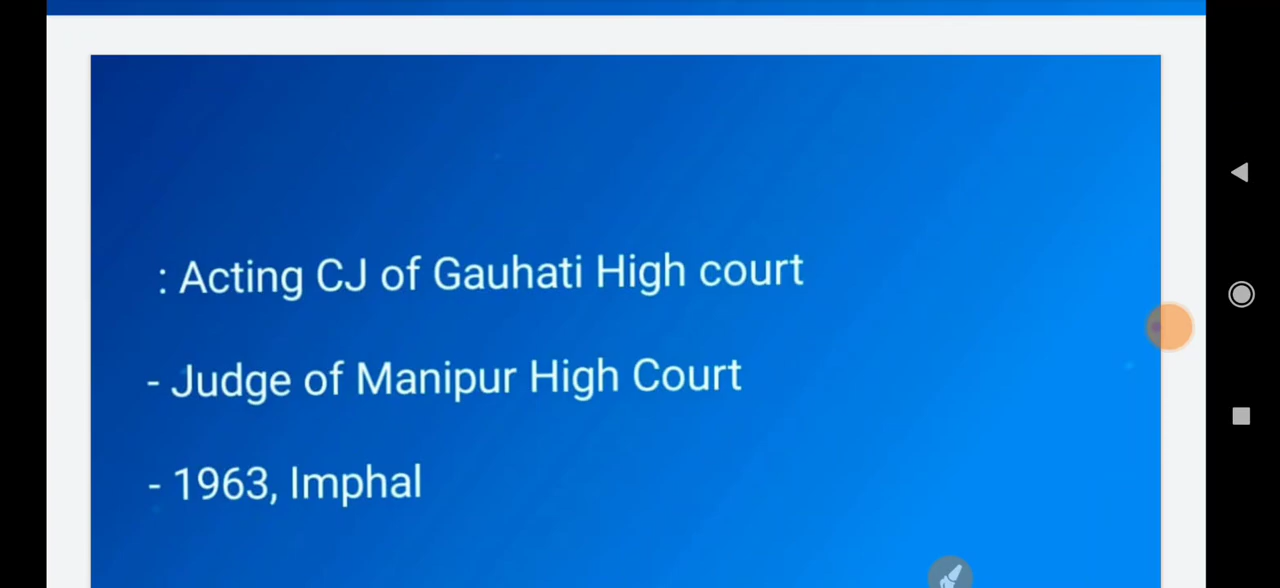 : Acting CJ of Gauhati High court
- Judge of Manipur High Court
- 1963, Imphal